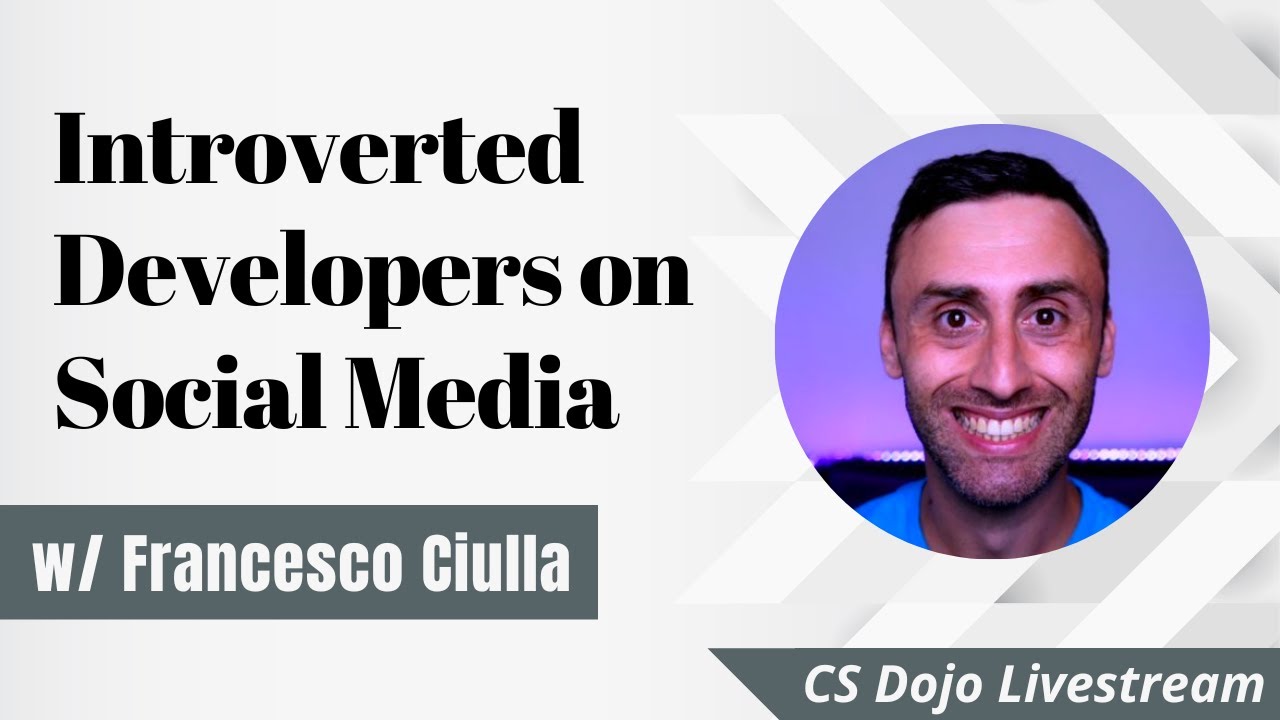 Introverted
Developers on
Social Media
w/ Francesco Ciulla
CS Dojo Livestream